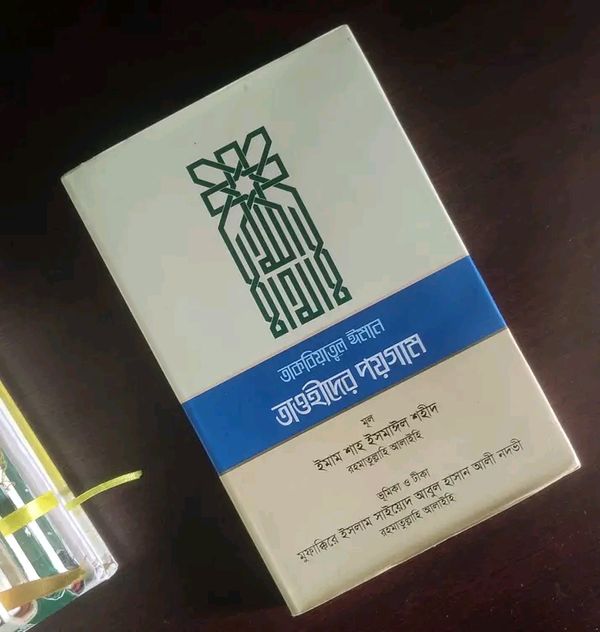 তাকবিয়াতুল ঈমান
তাওহীদের পয়গাম
মূল
ইমাম শাহ ইসমাঈল শহীদ
রহমাতুল্লাহি আলাইহি
ভূমিকা ও টীকা
মুফাক্কিরে ইসলাম সাইয়্যেদ আবুল হাসান আলী নদভী
রহমাতুল্লাহি আলাইহি